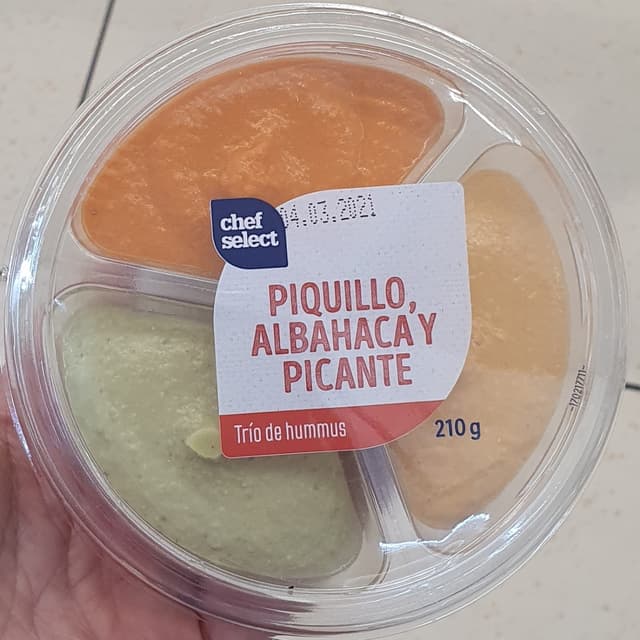 04.03.2021
chef
select
PIQUILLO,
ALBAHACA Y
PICANTE
Trío de hummus
210 g